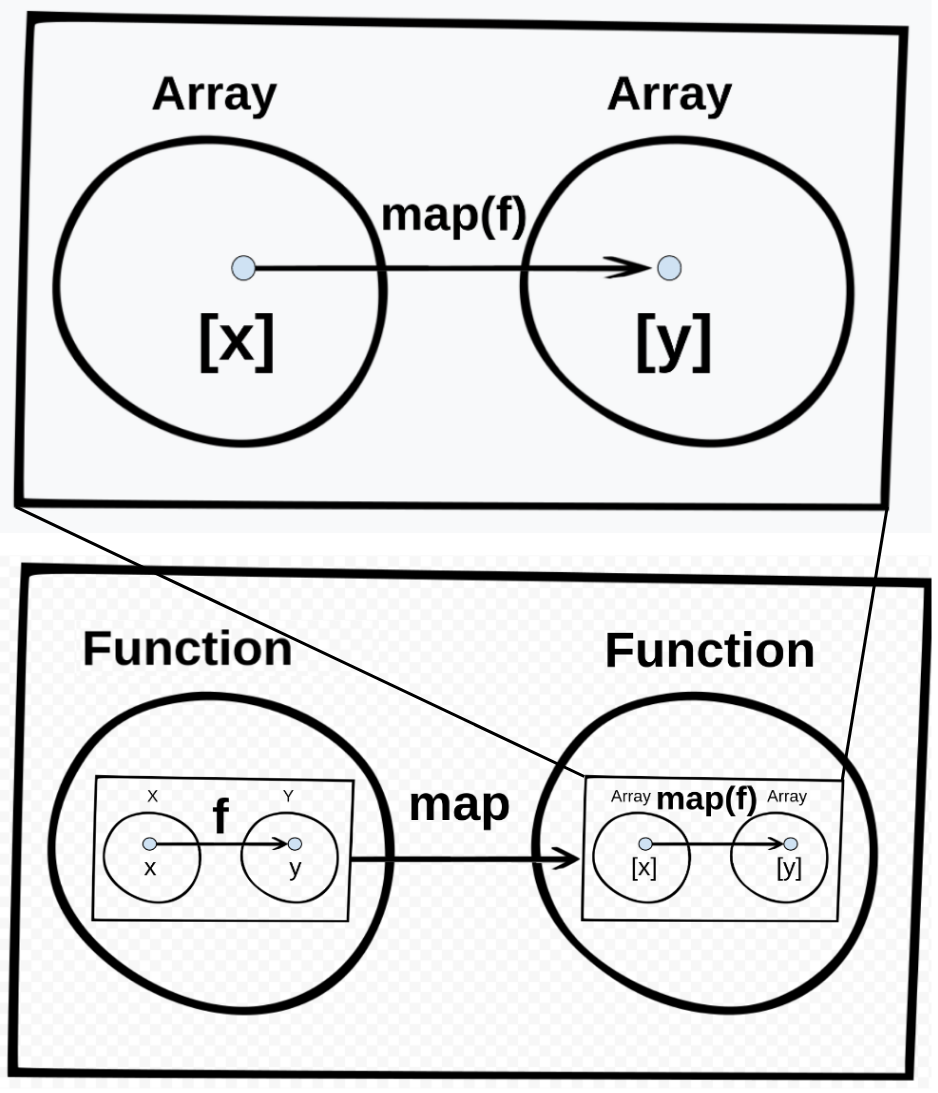 Array Array
map(f)
[x] [y]
Function Function
map
X Y
f
x y
Array map(f) Array
[x] [y]